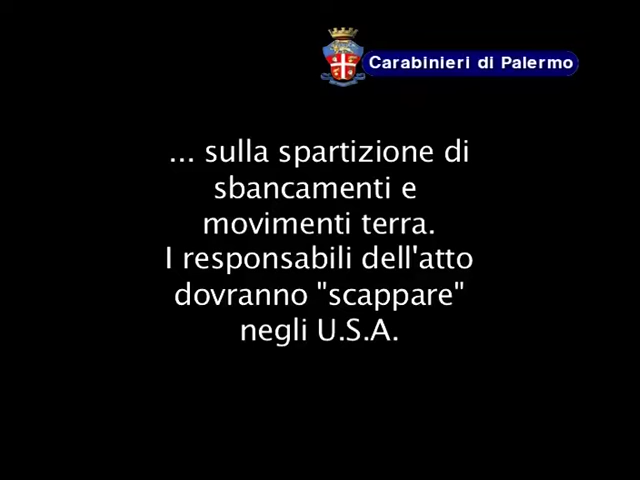 Carabinieri di Palermo
... sulla spartizione di
sbancamenti e
movimenti terra.
I responsabili dell'atto
dovranno "scappare"
negli U.S.A.